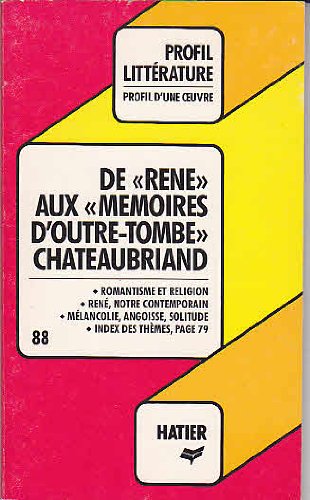 PROFIL
LITTÉRATURE
PROFIL D'UNE ŒUVRE
DE «RENE»
AUX «MEMOIRES
D'OUTRE-TOMBE»
CHATEAUBRIAND
• ROMANTISME ET RELIGION
• RENÉ, NOTRE CONTEMPORAIN
• MÉLANCOLIE, ANGOISSE, SOLITUDE
• INDEX DES THÈMES, PAGE 79
88
HATIER